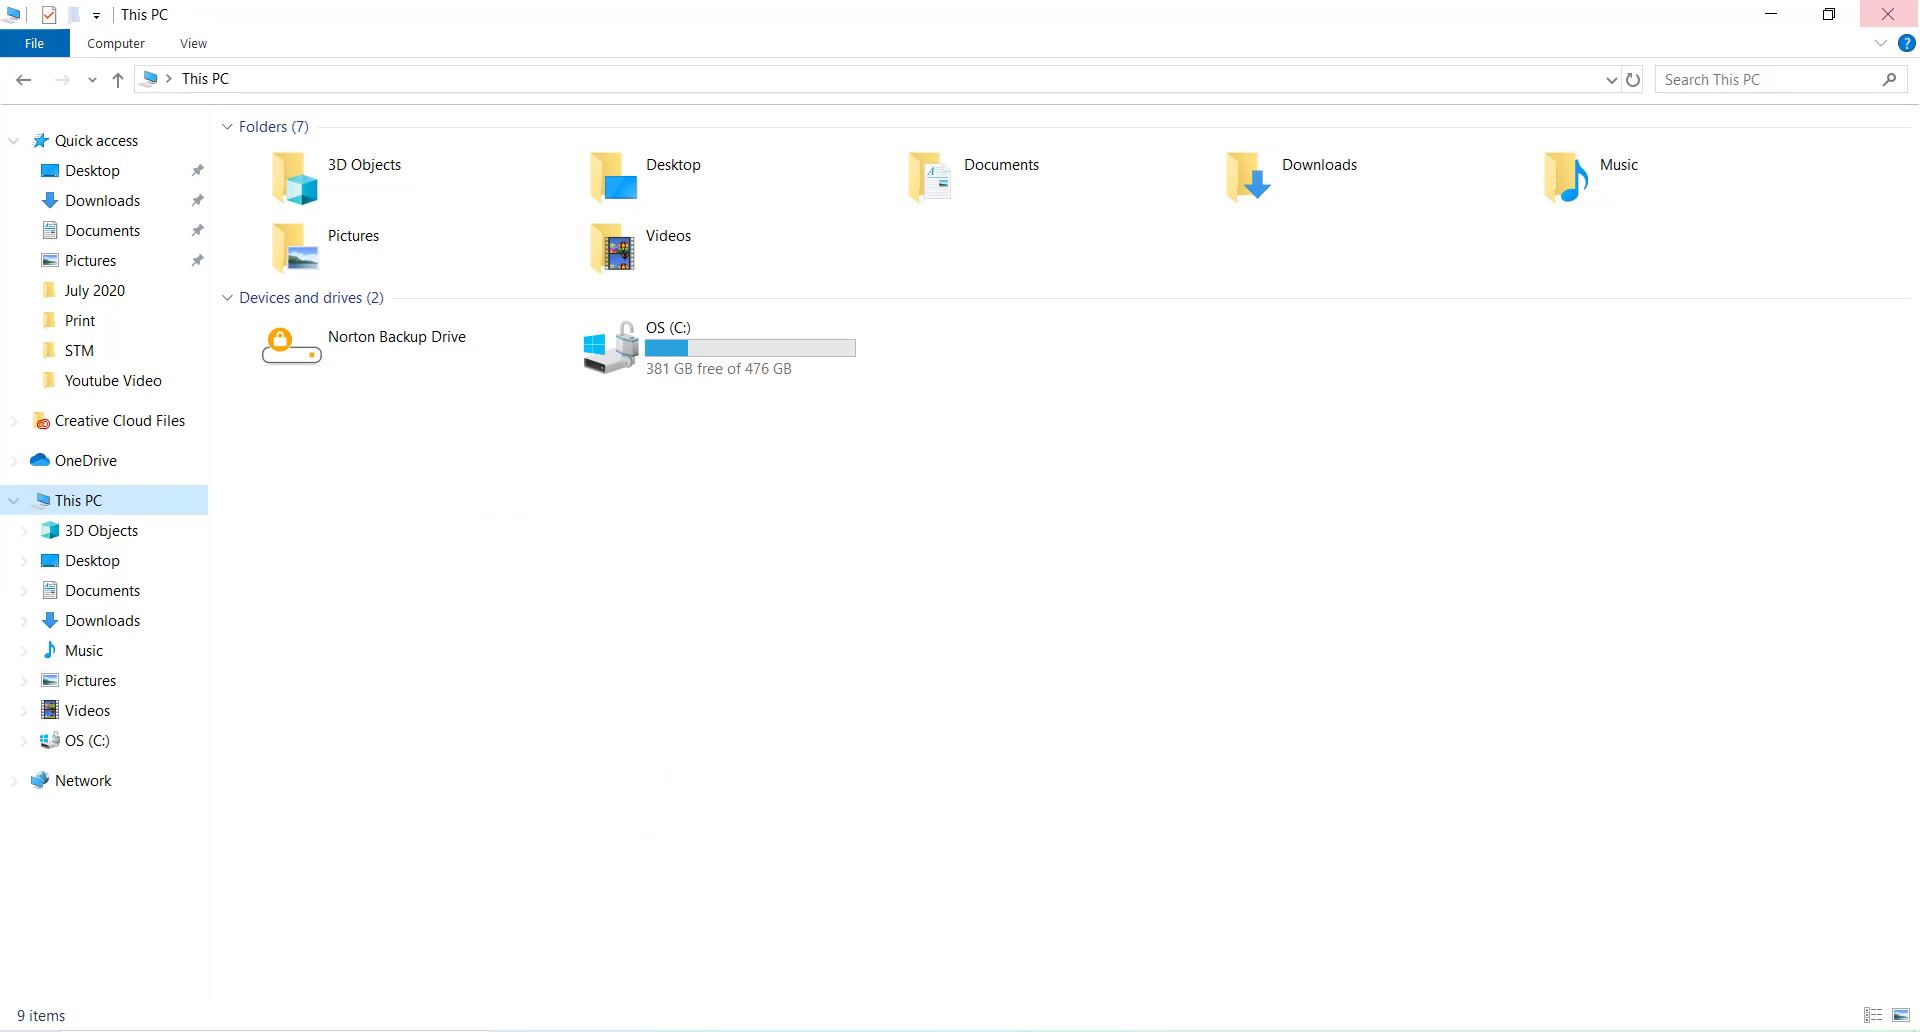 This PC
File Computer View
This PC
Search This PC
Quick access
Desktop
Downloads
Documents
Pictures
July 2020
Print
STM
Youtube Video
Creative Cloud Files
OneDrive
This PC
3D Objects
Desktop
Documents
Downloads
Music
Pictures
Videos
OS (C:)
Network
Folders (7)
3D Objects
Desktop
Documents
Downloads
Music
Pictures
Videos
Devices and drives (2)
Norton Backup Drive
OS (C:)
381 GB free of 476 GB
9 items